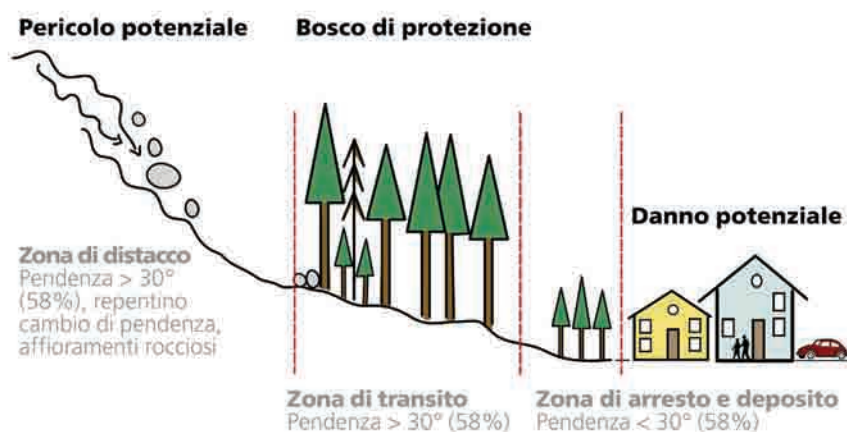 Pericolo potenziale
Bosco di protezione
Danno potenziale
Zona di distacco
Pendenza > 30°
(58%), repentino
cambio di pendenza,
affioramenti rocciosi
Zona di transito
Pendenza > 30° (58%)
Zona di arresto e deposito
Pendenza < 30° (58%)